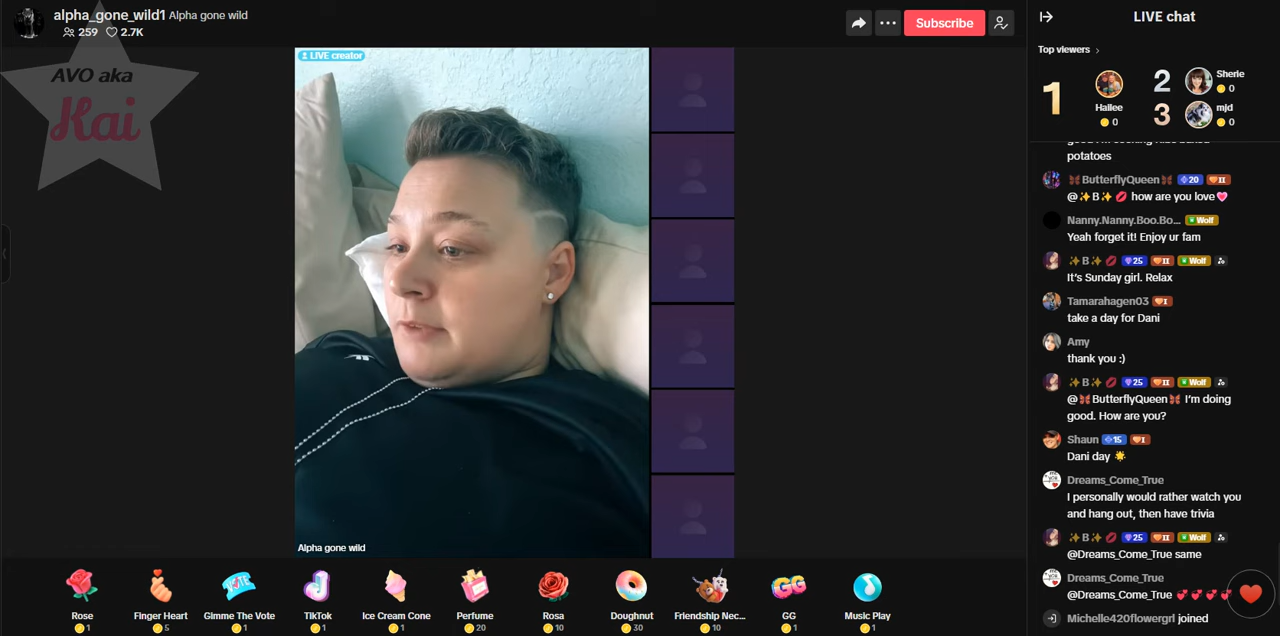 alpha_gone_wild1 Alpha gone wild
259 2.7K
Subscribe
AVO aka
Kai
LIVE creator
Alpha gone wild
LIVE chat
Top viewers
1
Hailee
0
2
Sherie
0
3
mjd
0
potatoes
ButterflyQueen 20 II
@✨B✨💋 how are you love💗
Nanny.Nanny.Boo.Bo... Wolf
Yeah forget it! Enjoy ur fam
✨B✨💋 25 II Wolf
It's Sunday girl. Relax
Tamarahagen03 I
take a day for Dani
Amy
thank you :)
✨B✨💋 25 II Wolf
@ButterflyQueen I'm doing
good. How are you?
Shaun 15 I
Dani day 🌟
Dreams_Come_True
I personally would rather watch you
and hang out, then have trivia
✨B✨💋 25 II Wolf
@Dreams_Come_True same
Dreams_Come_True
@Dreams_Come_True 💕💕💕💕
Michelle420flowergrl joined
Rose
1
Finger Heart
5
VOTE
Gimme The Vote
1
TikTok
1
Ice Cream Cone
1
Perfume
20
Rosa
10
Doughnut
30
Friendship Nec...
10
GG
GG
1
Music Play
1